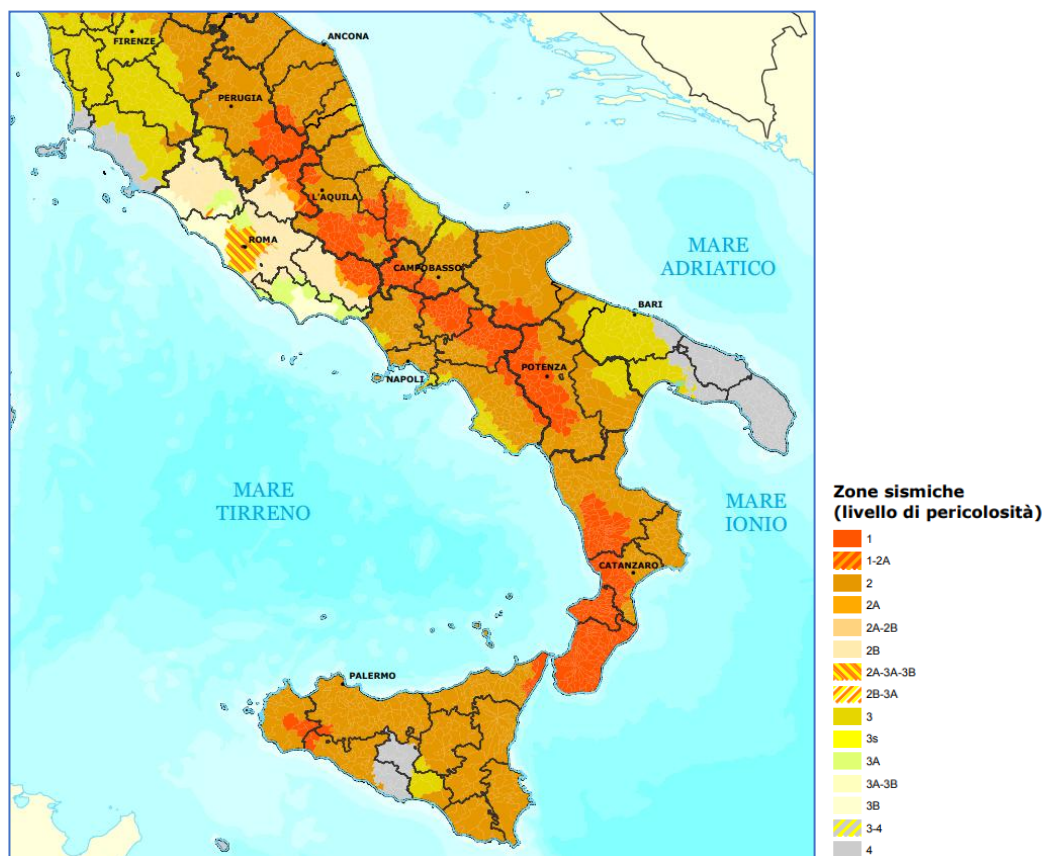 FIRENZE
ANCONA
PERUGIA
L'AQUILA
ROMA
CAMPOBASSO
MARE
ADRIATICO
BARI
NAPOLI
POTENZA
MARE
TIRRENO
MARE
IONIO
CATANZARO
PALERMO
Zone sismiche
(livello di pericolosità)
1
1-2A
2
2A
2A-2B
2B
2A-3A-3B
2B-3A
3
3s
3A
3A-3B
3B
3-4
4